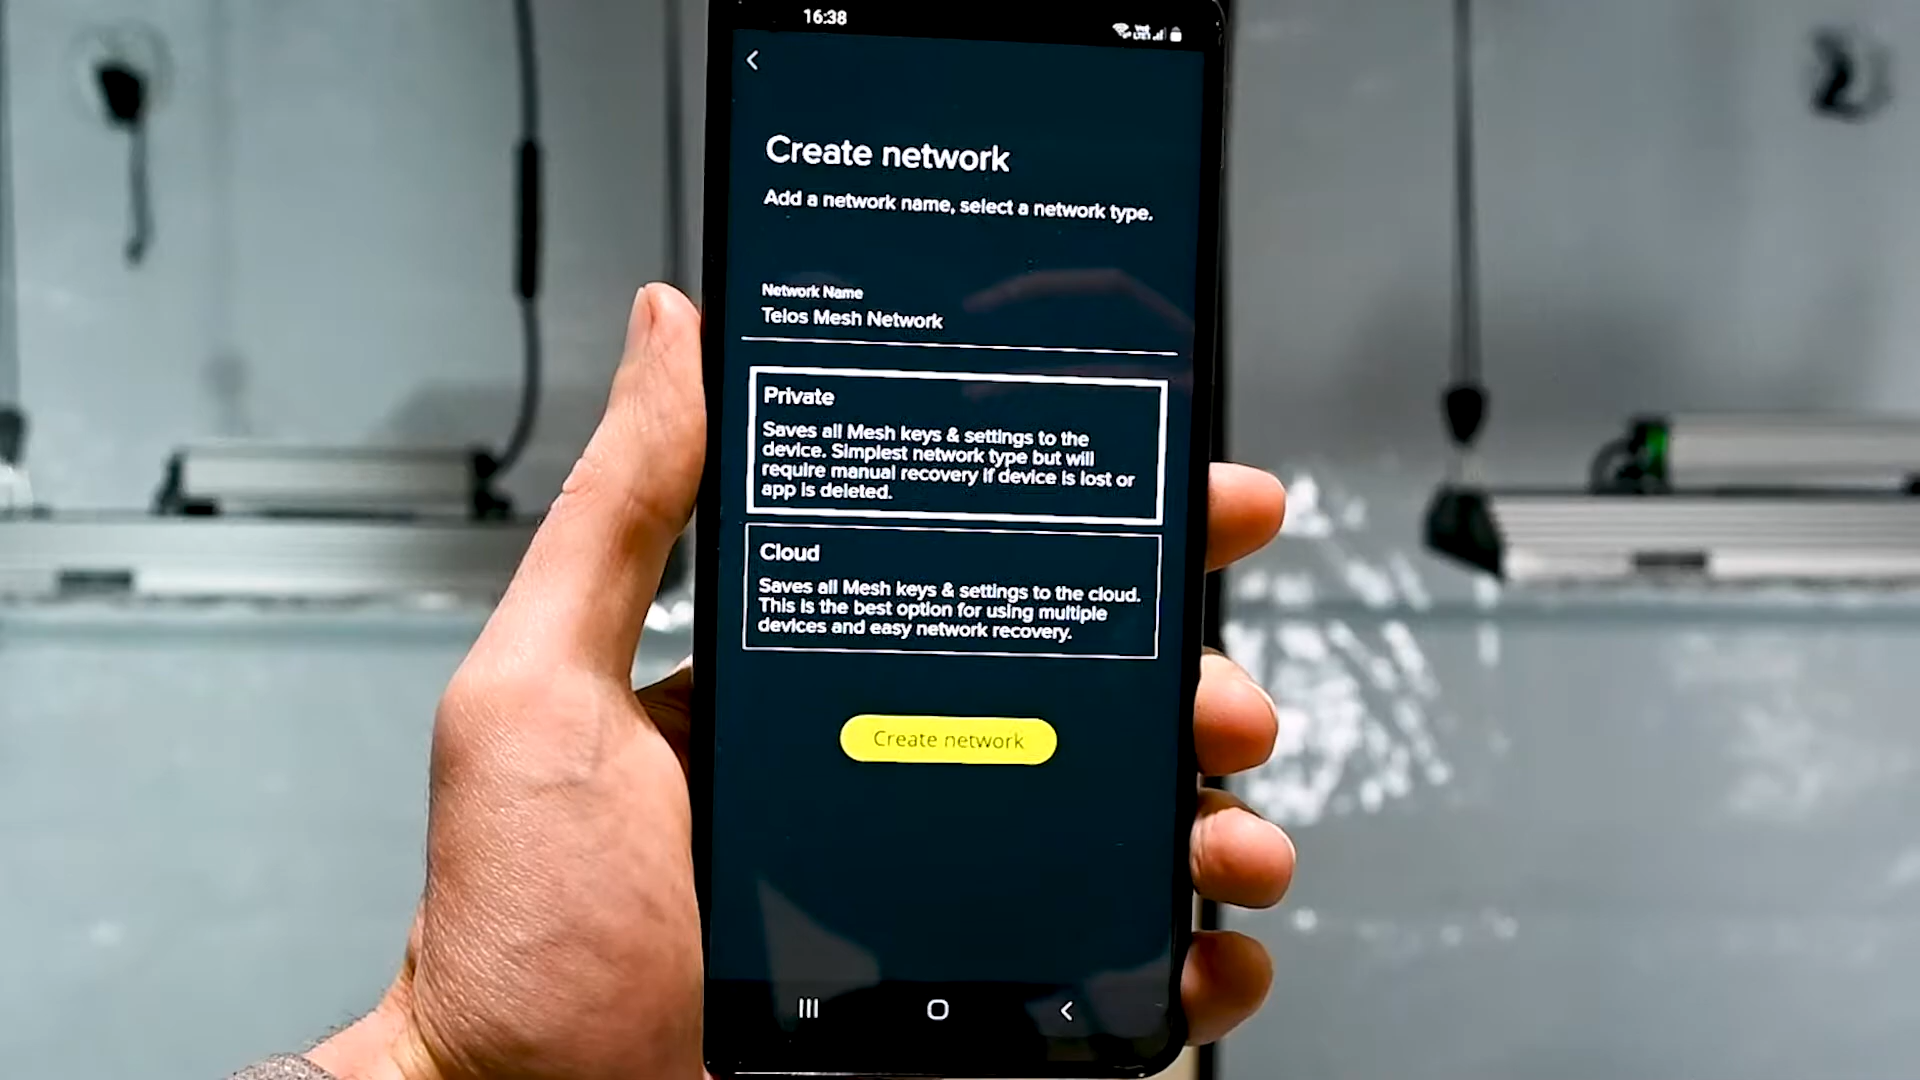 16:38
Create network
Add a network name, select a network type.
Network Name
Telos Mesh Network
Private
Saves all Mesh keys & settings to the
device. Simplest network type but will
require manual recovery if device is lost or
app is deleted.
Cloud
Saves all Mesh keys & settings to the cloud.
This is the best option for using multiple
devices and easy network recovery.
Create network